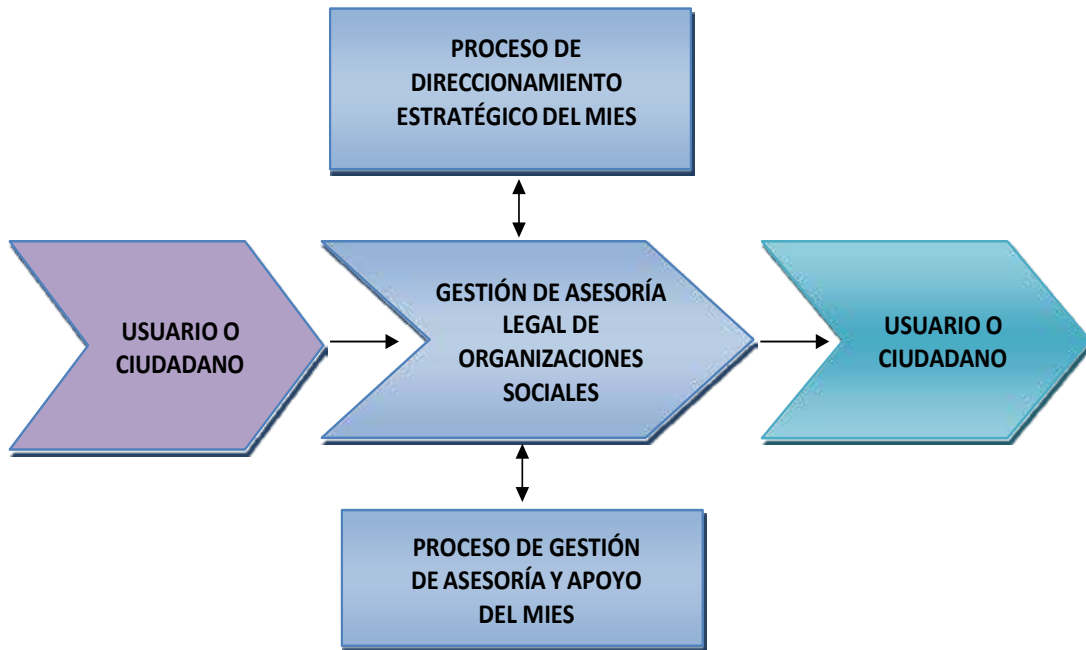 PROCESO DE
DIRECCIONAMIENTO
ESTRATÉGICO DEL MIES
USUARIO O
CIUDADANO
GESTIÓN DE ASESORÍA
LEGAL DE
ORGANIZACIONES
SOCIALES
USUARIO O
CIUDADANO
PROCESO DE GESTIÓN
DE ASESORÍA Y APOYO
DEL MIES